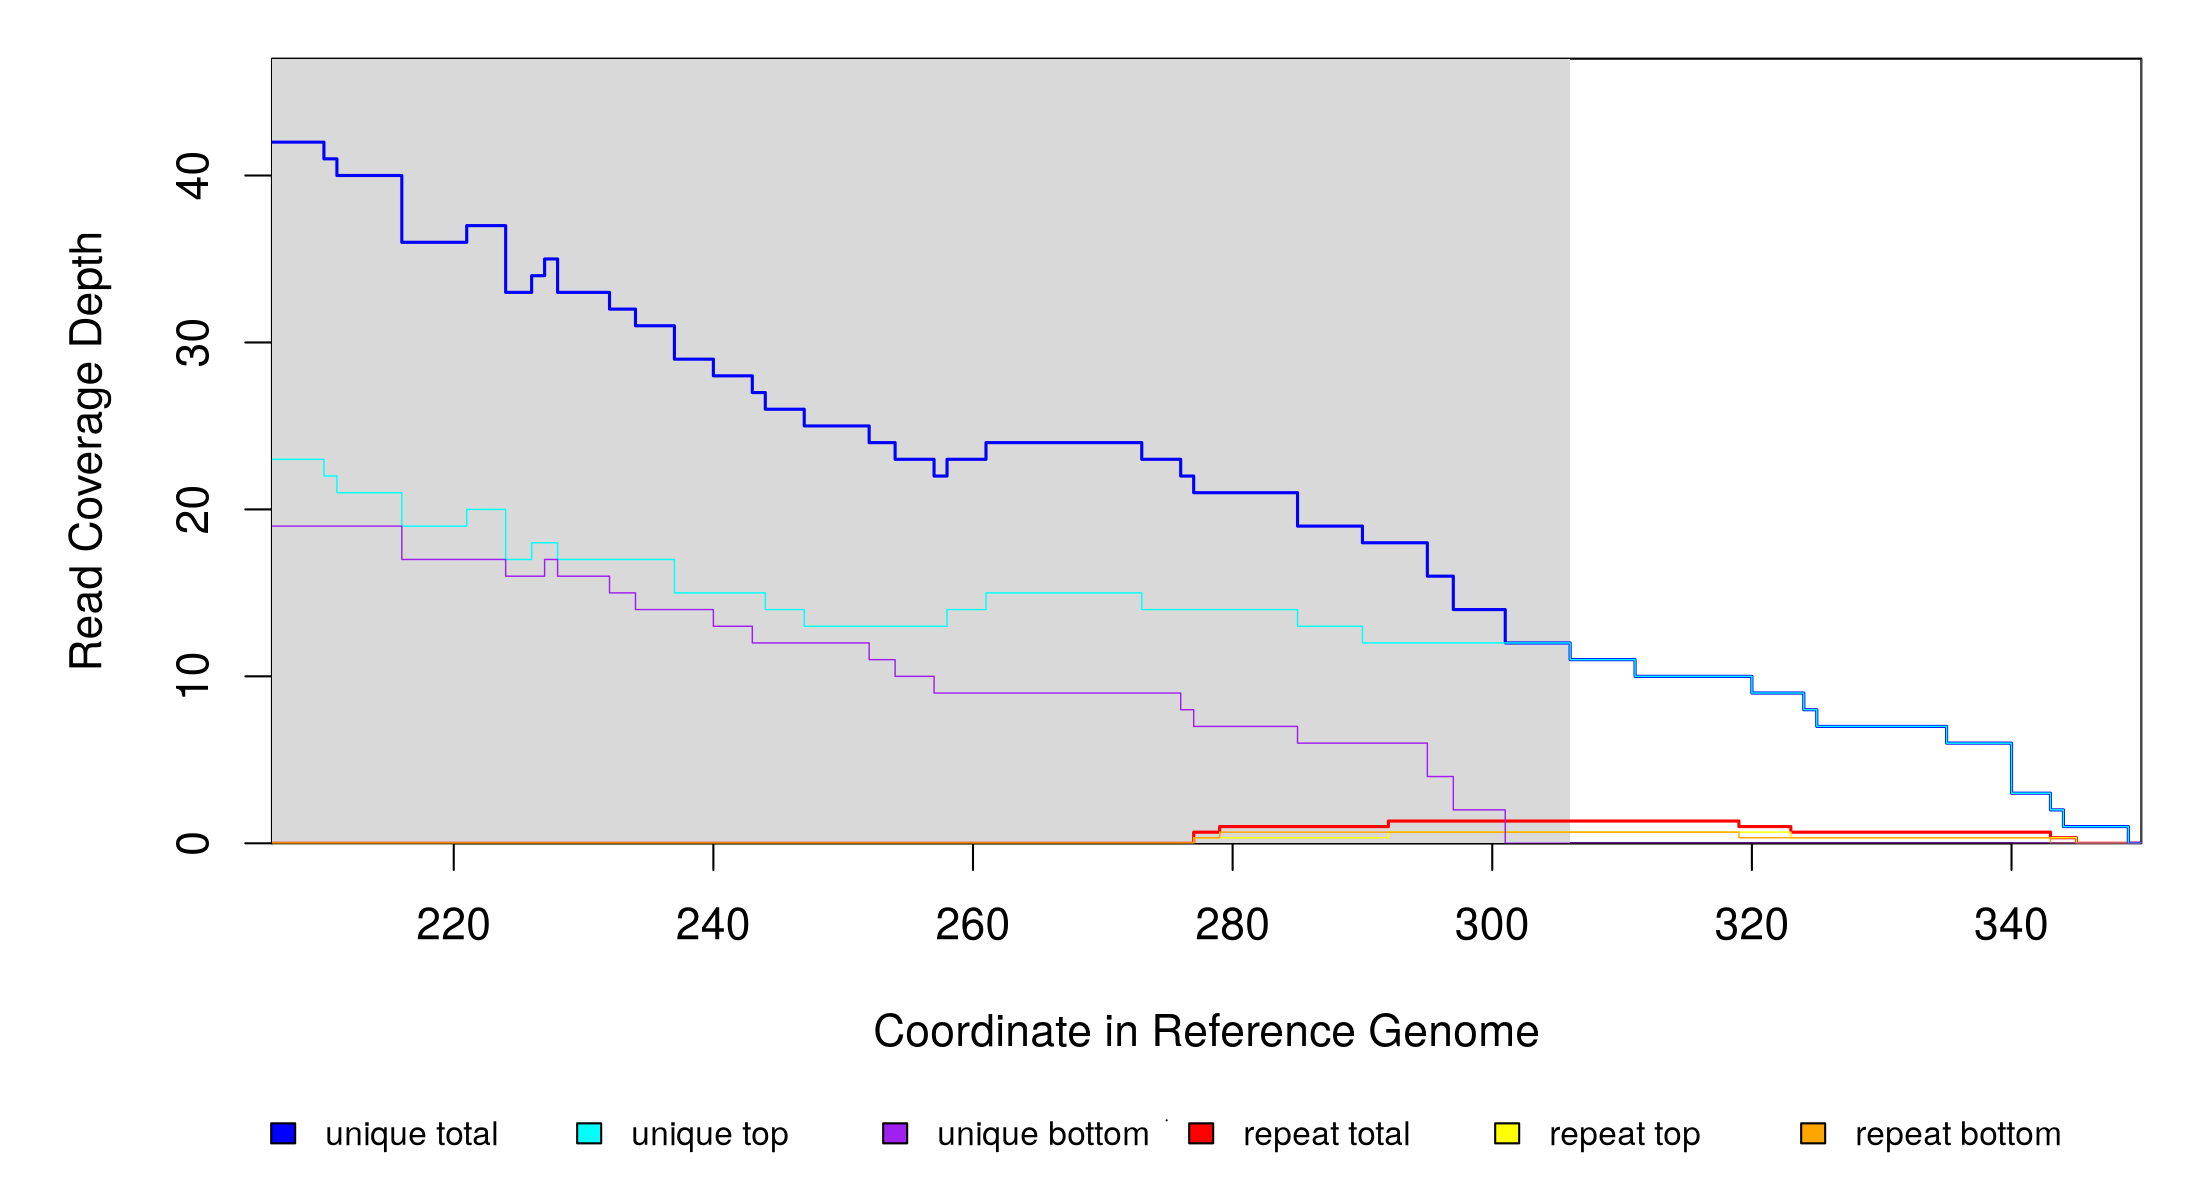 Read Coverage Depth
40
30
20
10
0
220 240 260 280 300 320 340
Coordinate in Reference Genome
unique total unique top unique bottom repeat total repeat top repeat bottom